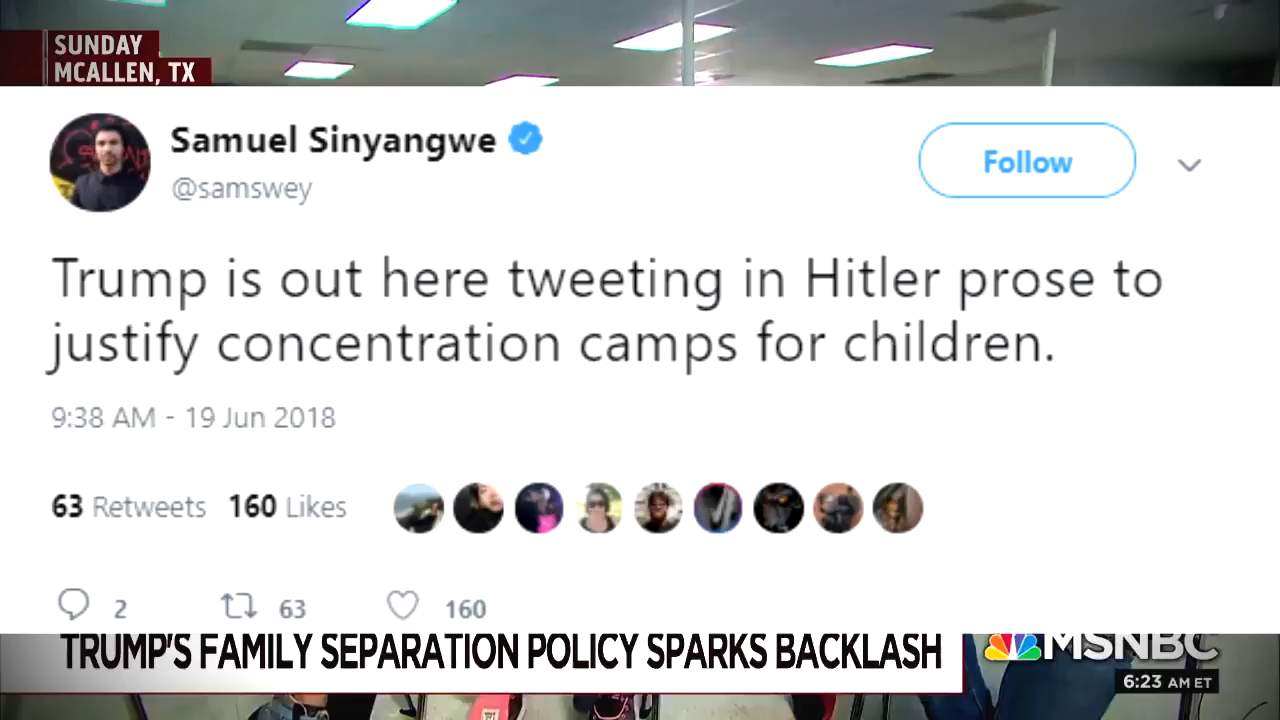 SUNDAY
MCALLEN, TX
Samuel Sinyangwe
@samswey
Follow
Trump is out here tweeting in Hitler prose to
justify concentration camps for children.
9:38 AM - 19 Jun 2018
63 Retweets 160 Likes
2 63 160
TRUMP'S FAMILY SEPARATION POLICY SPARKS BACKLASH
MSNBC
6:23 AM ET